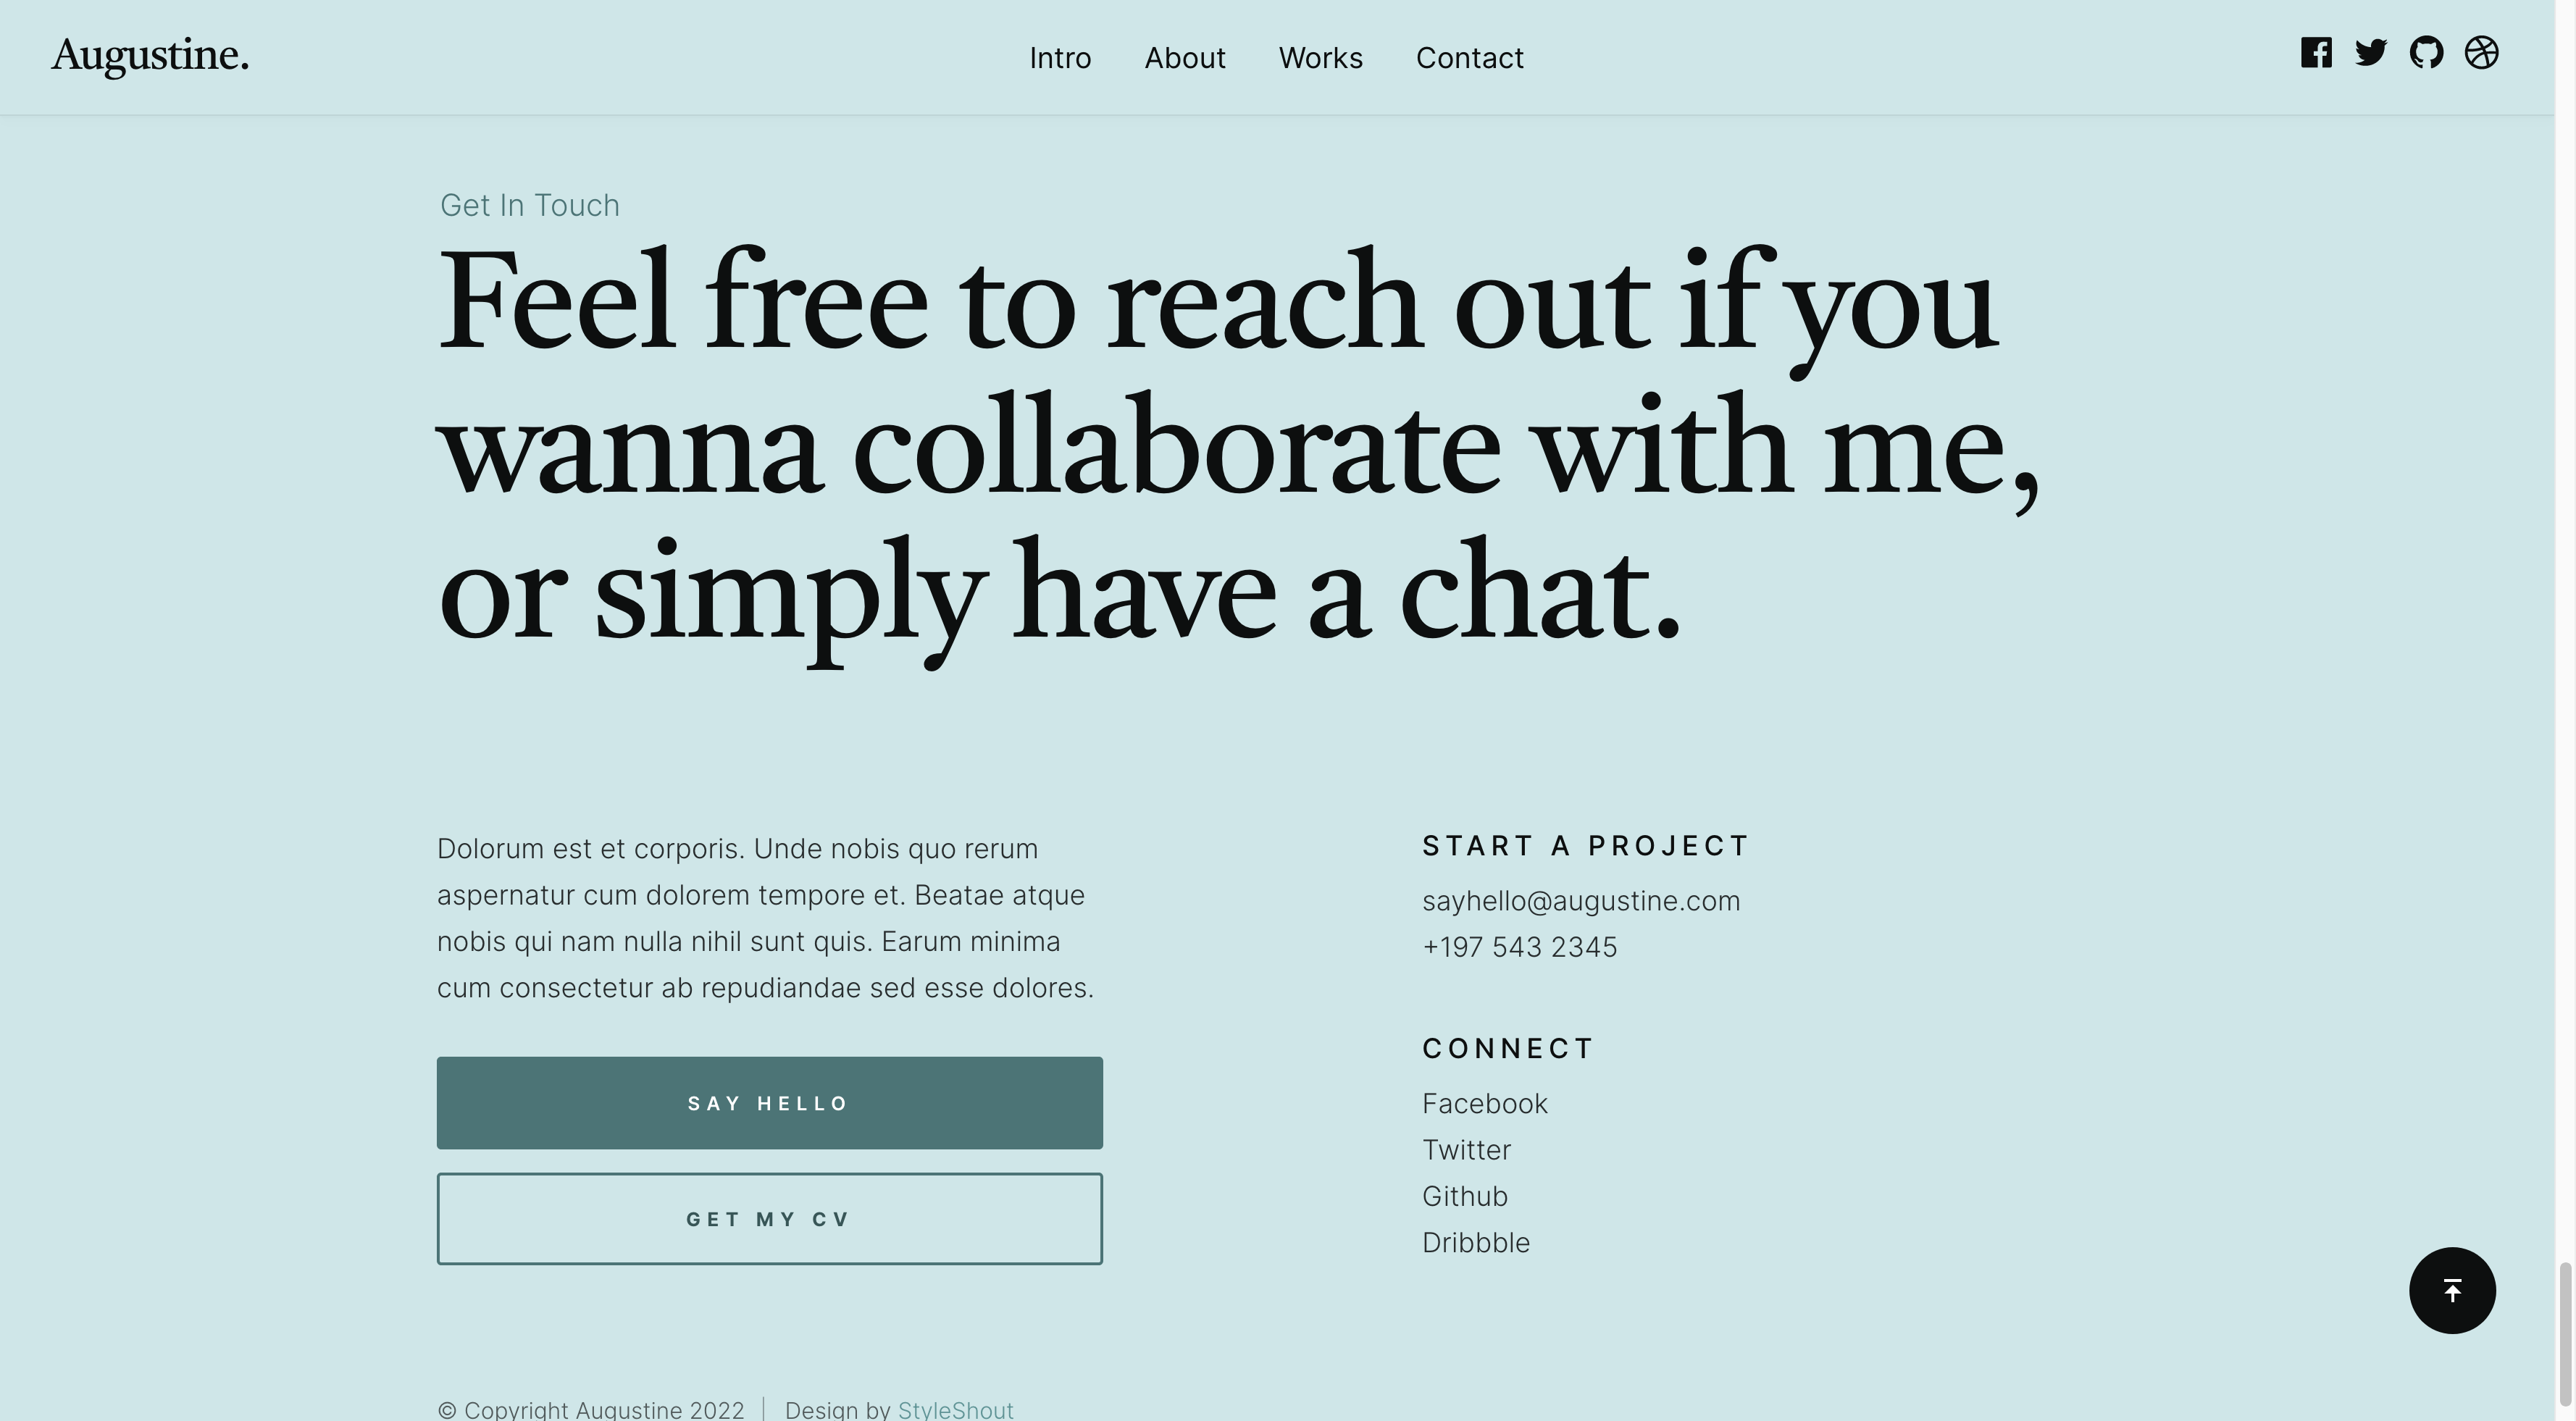 Augustine.
Intro About Works Contact
Get In Touch
Feel free to reach out if you
wanna collaborate with me,
or simply have a chat.
Dolorum est et corporis. Unde nobis quo rerum
aspernatur cum dolorem tempore et. Beatae atque
nobis qui nam nulla nihil sunt quis. Earum minima
cum consectetur ab repudiandae sed esse dolores.
SAY HELLO
GET MY CV
START A PROJECT
sayhello@augustine.com
+197 543 2345
CONNECT
Facebook
Twitter
Github
Dribbble
© Copyright Augustine 2022 | Design by StyleShout